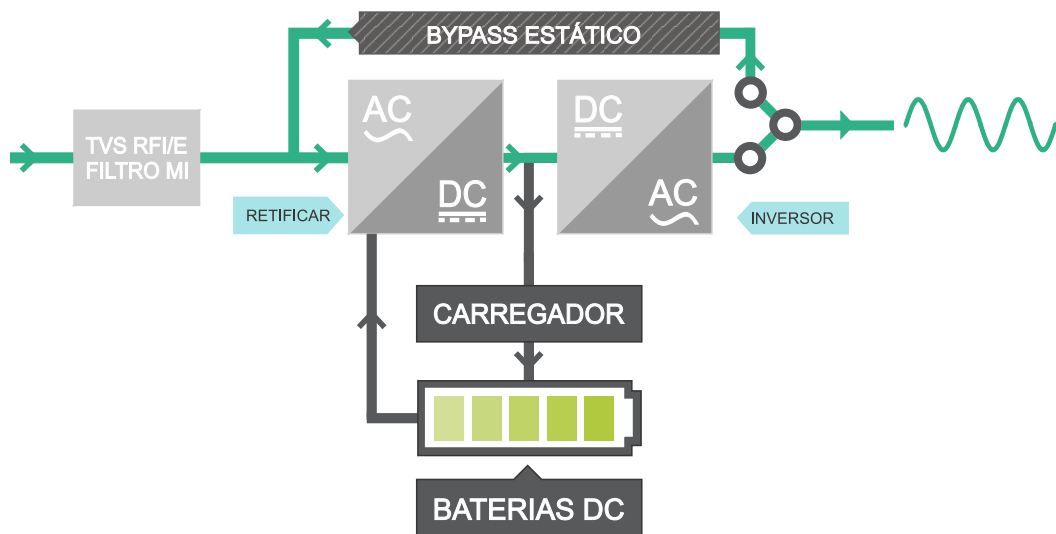 BYPASS ESTÁTICO
TVS RFI/E
FILTRO MI
AC
DC
DC
AC
RETIFICAR
INVERSOR
CARREGADOR
BATERIAS DC